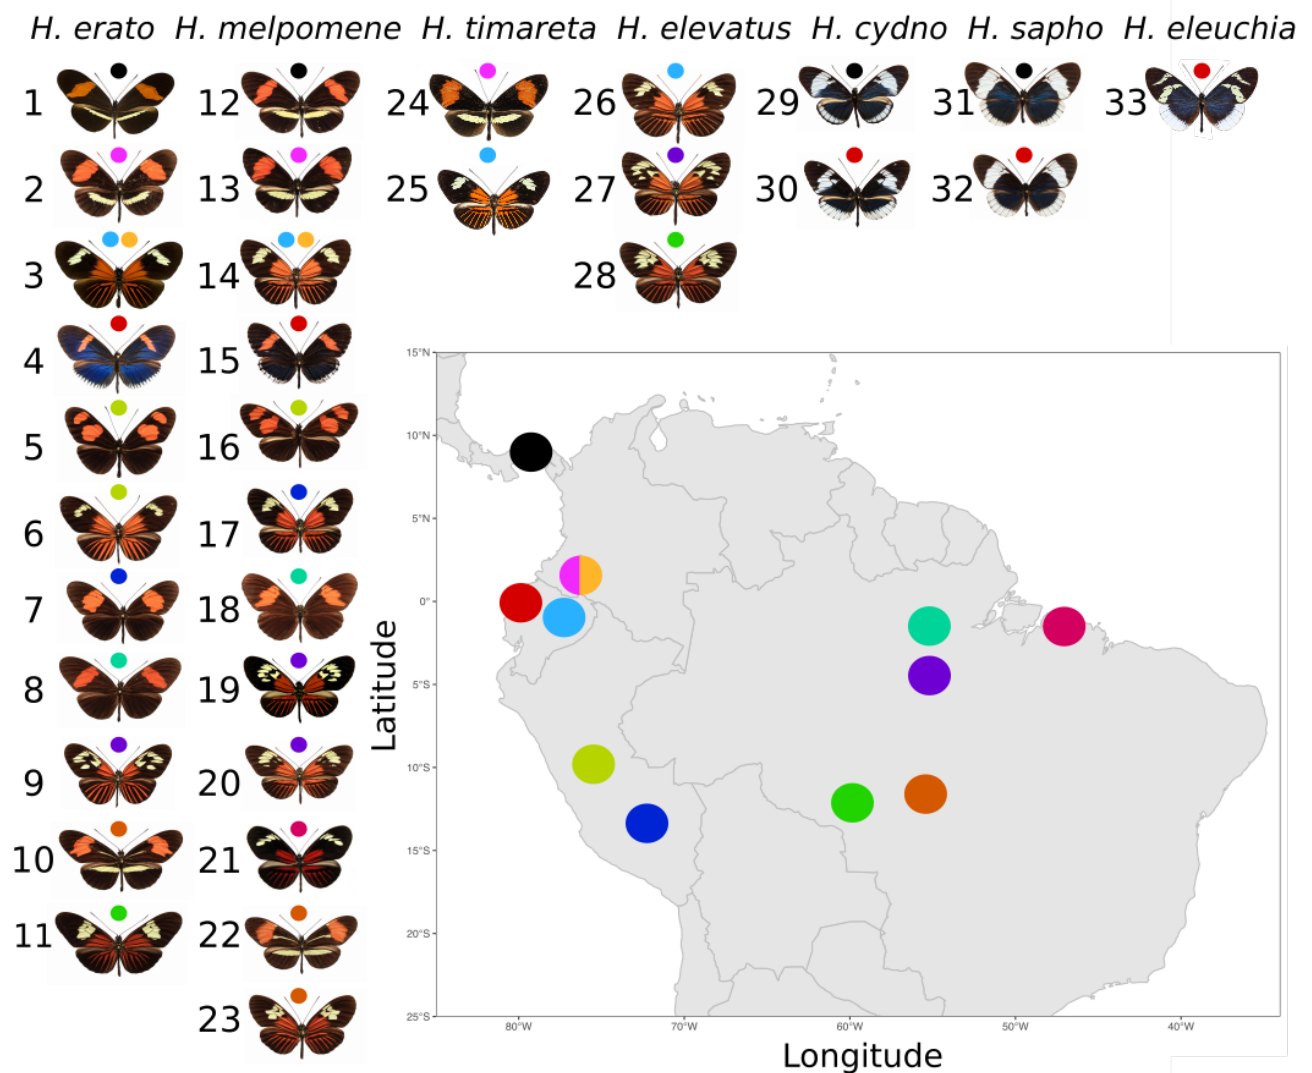 H. erato H. melpomene H. timareta H. elevatus H. cydno H. sapho H. eleuchia
1 12 24 26 29 31 33
2 13 25 27 30 32
3 14 28
4 15
5 16
6 17
7 18
8 19
9 20
10 21
11 22
23
15°N
10°N
5°N
0°
5°S
10°S
15°S
20°S
25°S
Latitude
80°W 70°W 60°W 50°W 40°W
Longitude